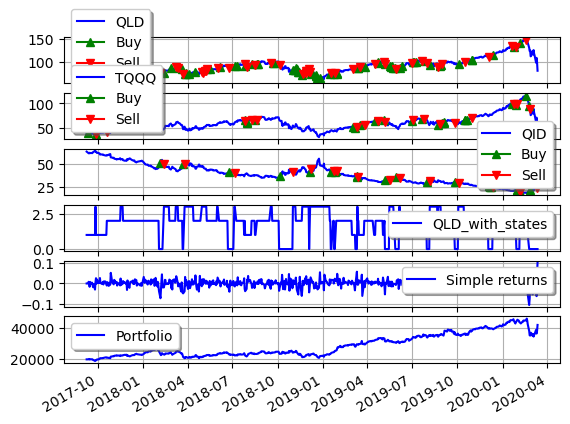 QLD
Buy
Sell
150
100
TQQQ
Buy
Sell
100
50
QID
Buy
Sell
50
25
QLD_with_states
2.5
0.0
Simple returns
0.1
0.0
−0.1
Portfolio
40000
20000
2017-10
2018-01
2018-04
2018-07
2018-10
2019-01
2019-04
2019-07
2019-10
2020-01
2020-04